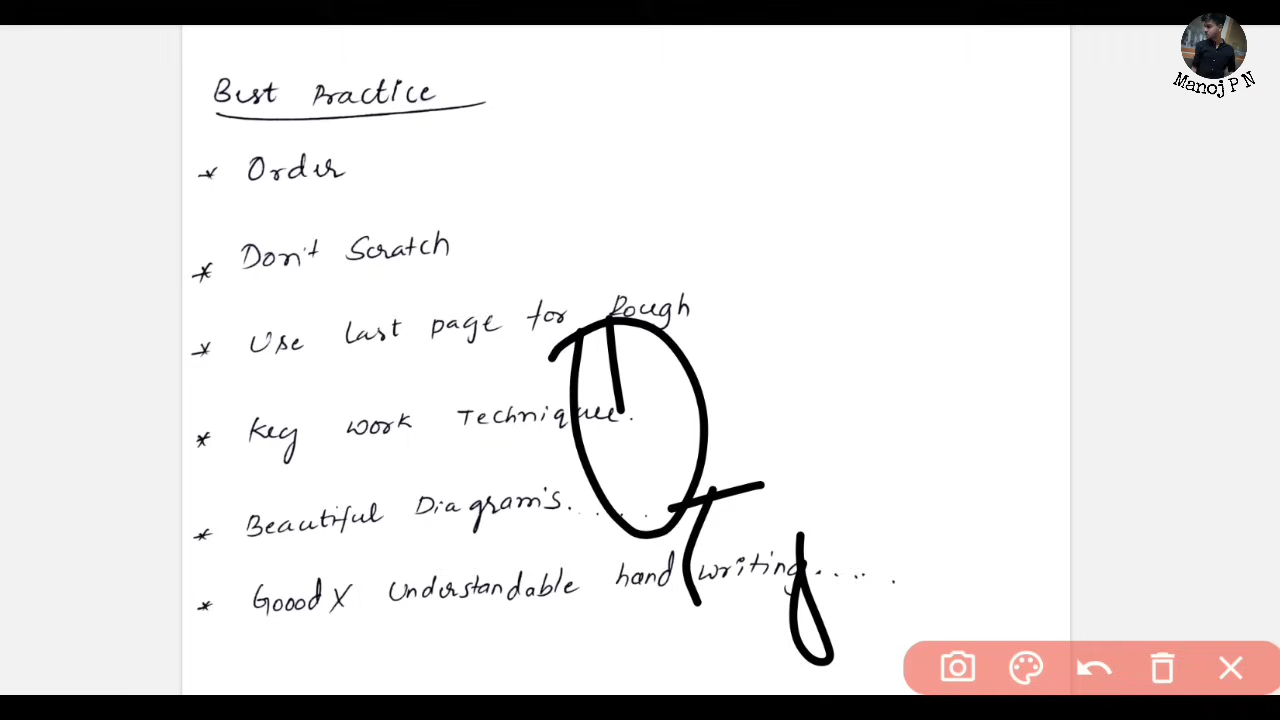 Manoj P N
Best Practice
* Order
* Don't Scratch
* Use last page for Rough
* Key work Technique.
* Beautiful Diagram's......
* Goood X Understandable hand writing.....